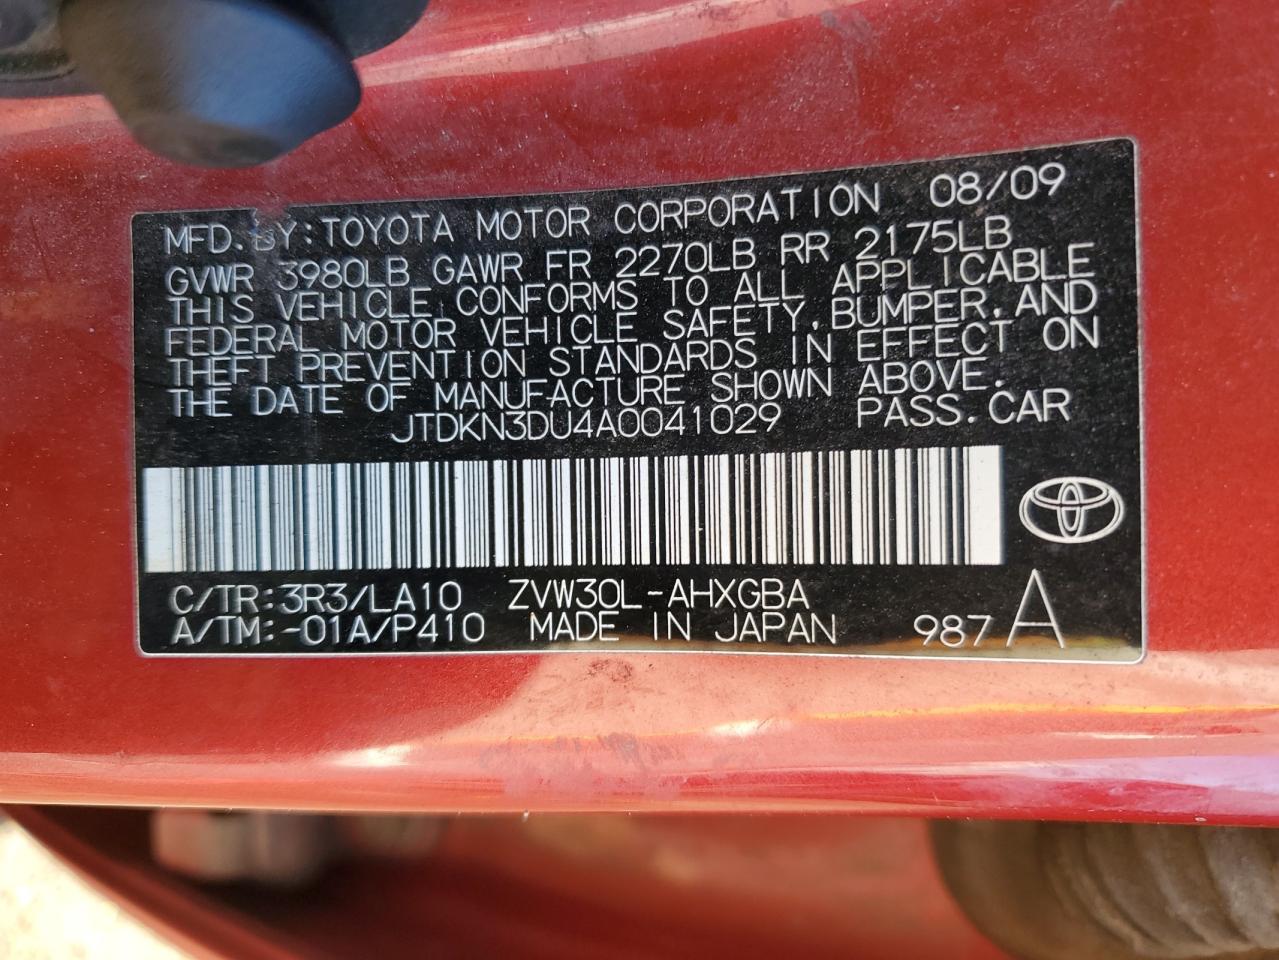 MFD. BY: TOYOTA MOTOR CORPORATION 08/09
GVWR 3980LB GAWR FR 2270LB RR 2175LB
THIS VEHICLE CONFORMS TO ALL APPLICABLE
FEDERAL MOTOR VEHICLE SAFETY, BUMPER, AND
THEFT PREVENTION STANDARDS IN EFFECT ON
THE DATE OF MANUFACTURE SHOWN ABOVE.
JTDKN3DU4A0041029 PASS. CAR
C/TR: 3R3/LA10 ZVW30L-AHXGBA
A/TM: -01A/P410 MADE IN JAPAN 987 A